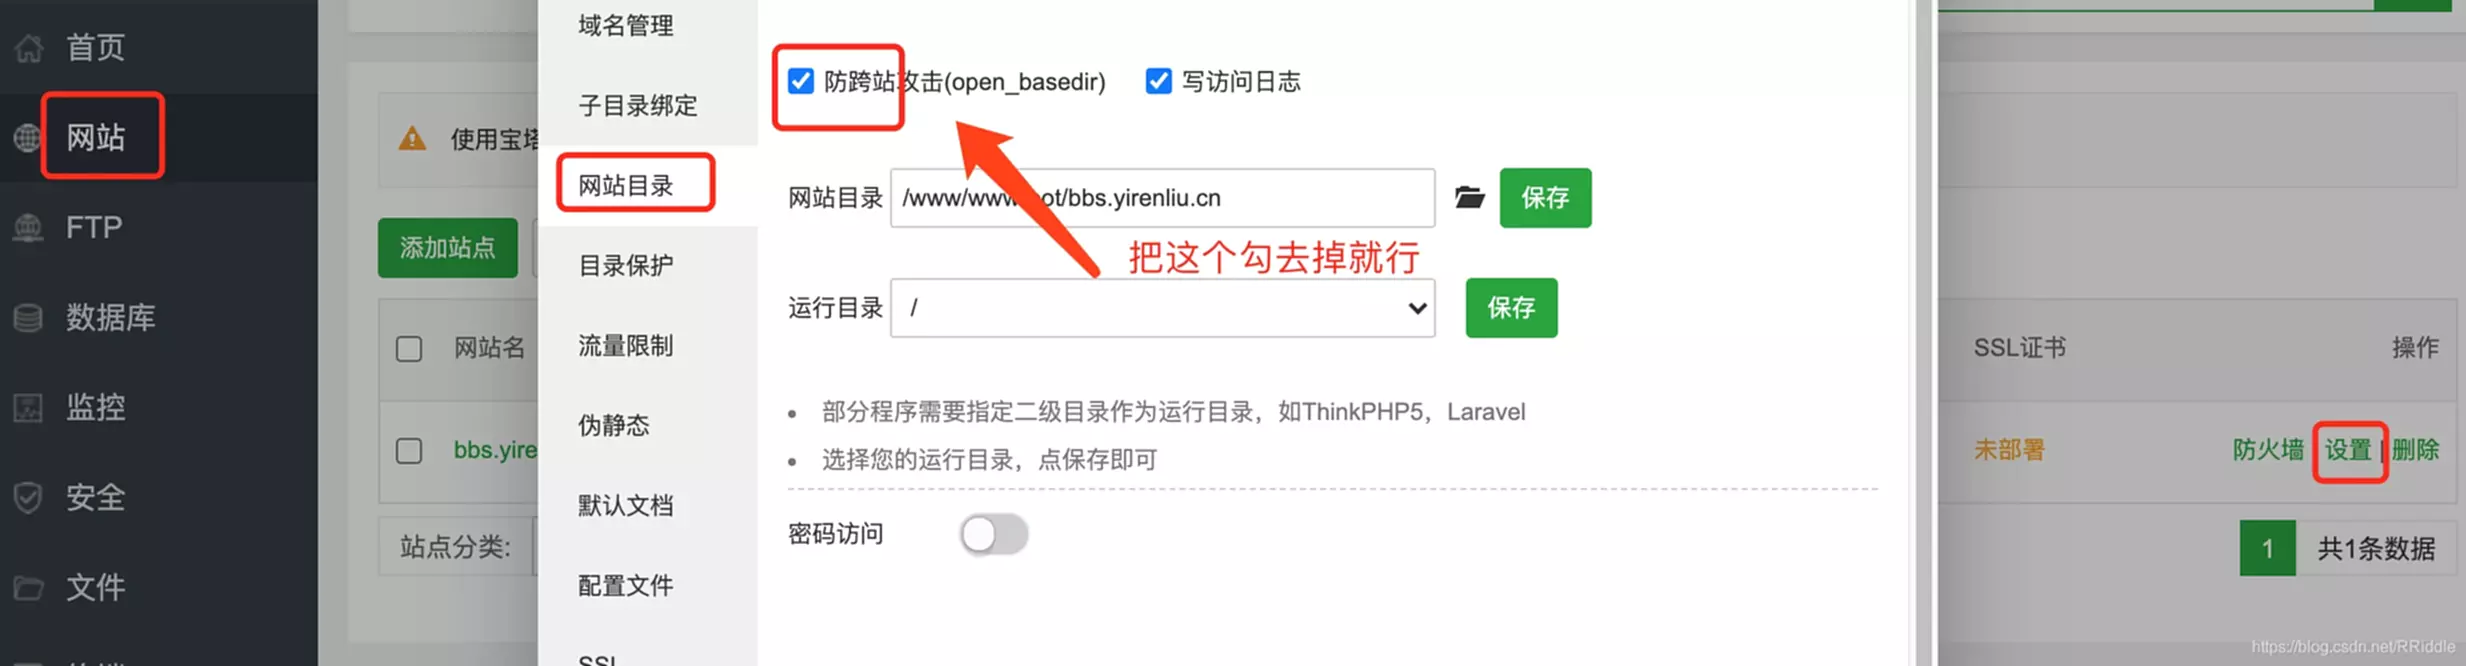 首页
网站
FTP
数据库
监控
安全
文件
使用宝塔
添加站点
网站名
bbs.yire
站点分类:
域名管理
子目录绑定
网站目录
目录保护
流量限制
伪静态
默认文档
配置文件
SSL
防跨站攻击(open_basedir)
写访问日志
网站目录
/www/wwwroot/bbs.yirenliu.cn
保存
把这个勾去掉就行
运行目录
/
保存
部分程序需要指定二级目录作为运行目录，如ThinkPHP5，Laravel
选择您的运行目录，点保存即可
密码访问
SSL证书
操作
未部署
防火墙 设置 | 删除
1
共1条数据
https://blog.csdn.net/RRiddle